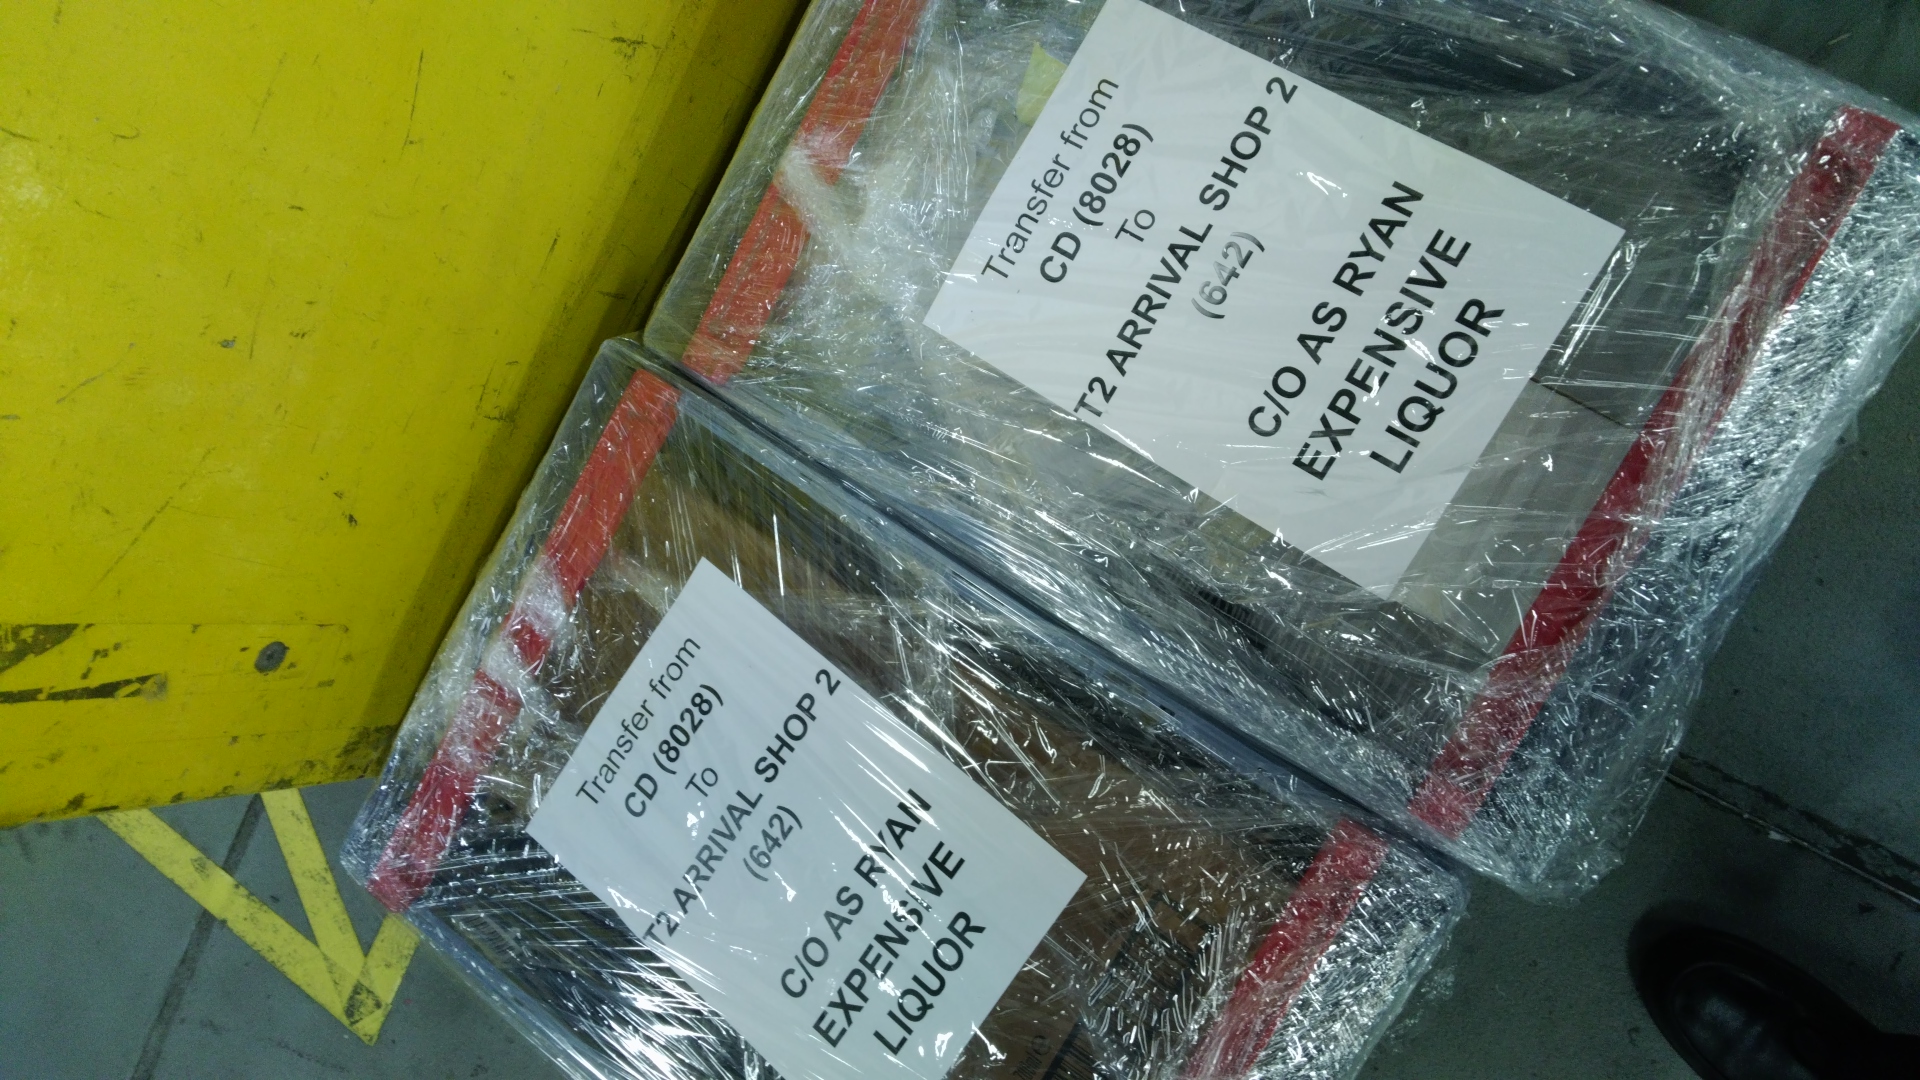 Transfer from
CD (8028)
To
T2 ARRIVAL SHOP 2
(642)
C/O AS RYAN
EXPENSIVE
LIQUOR
Transfer from
CD (8028)
To
T2 ARRIVAL SHOP 2
(642)
C/O AS RYAN
EXPENSIVE
LIQUOR